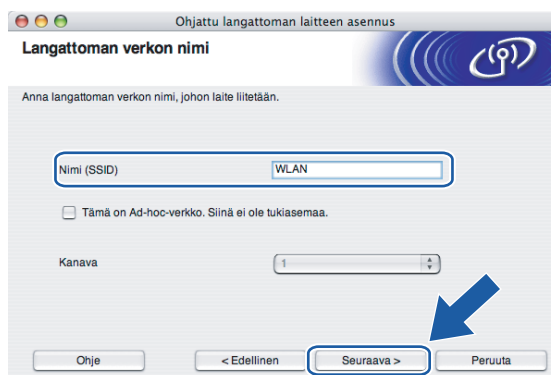 Ohjattu langattoman laitteen asennus
Langattoman verkon nimi
Anna langattoman verkon nimi, johon laite liitetään.
Nimi (SSID) WLAN
Tämä on Ad-hoc-verkko. Siinä ei ole tukiasemaa.
Kanava 1
Ohje < Edellinen Seuraava > Peruuta